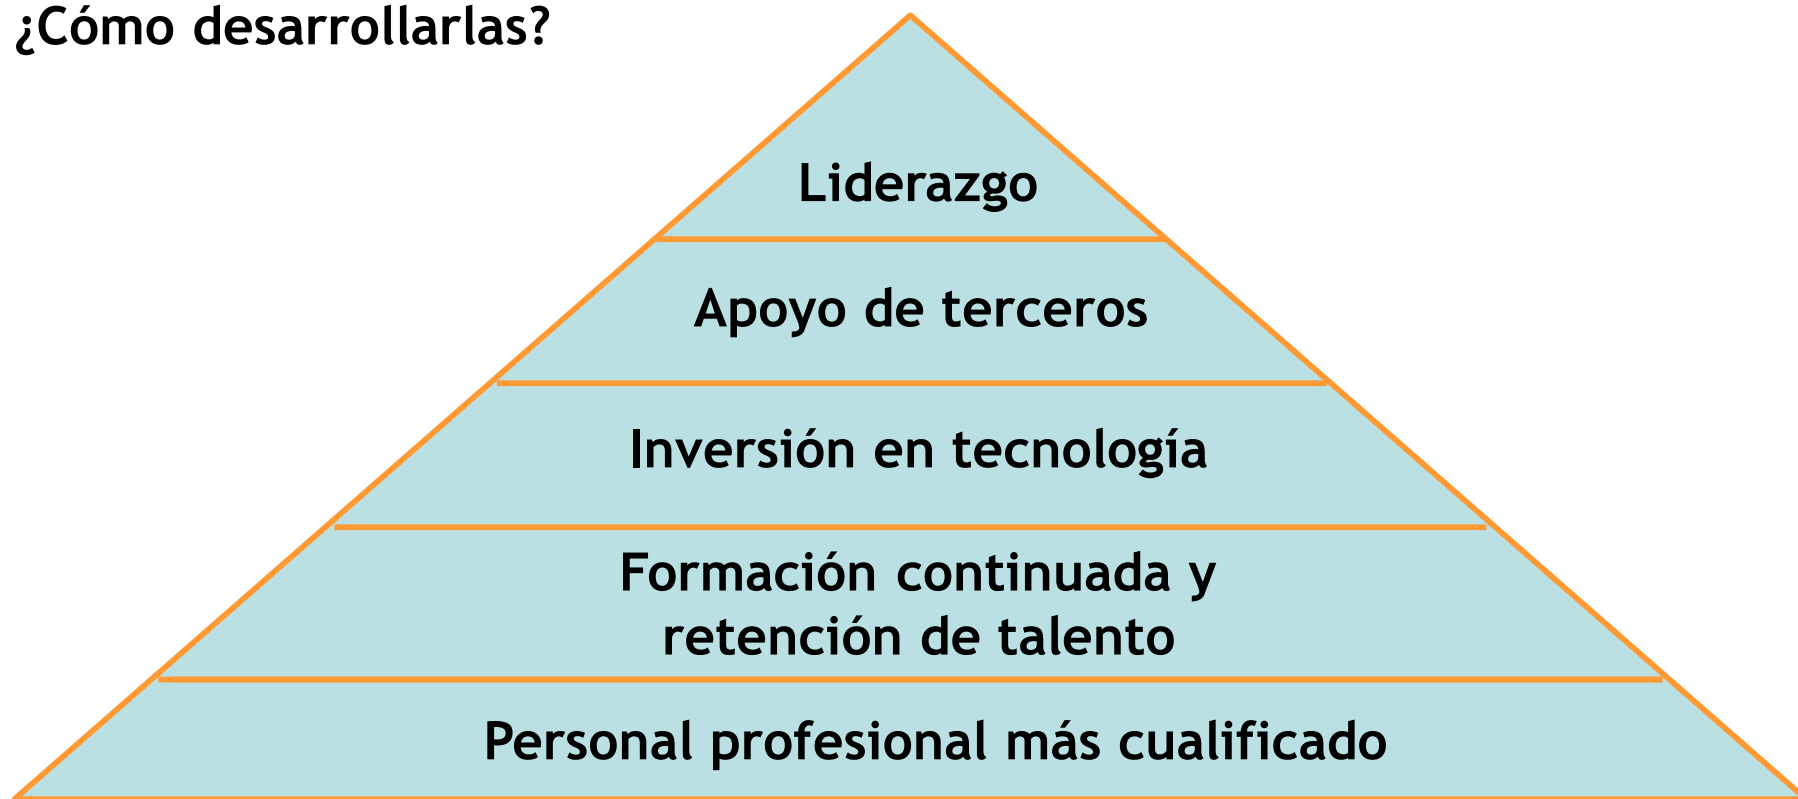 ¿Cómo desarrollarlas?
Liderazgo
Apoyo de terceros
Inversión en tecnología
Formación continuada y
retención de talento
Personal profesional más cualificado